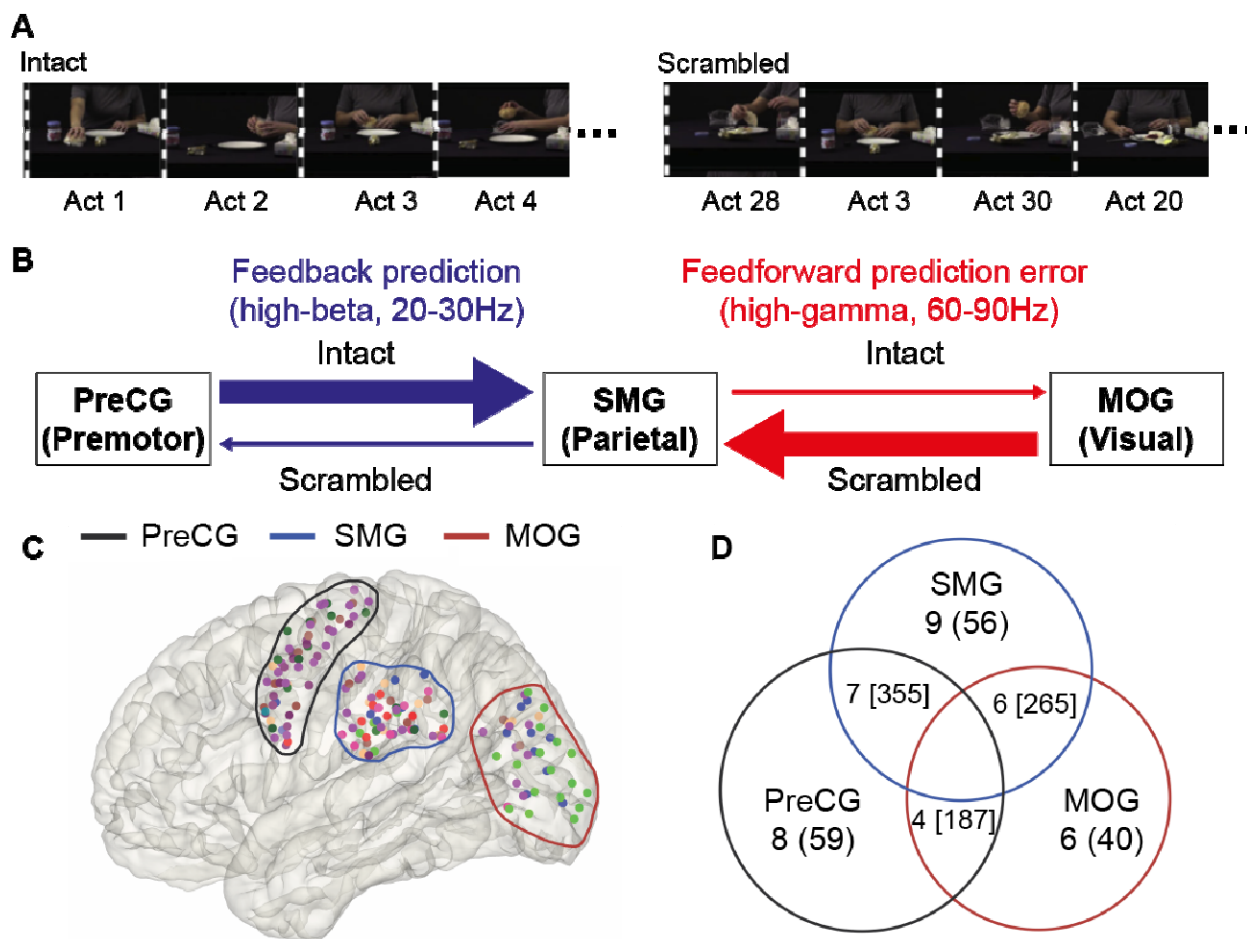 A
Intact
Scrambled
Act 1 Act 2 Act 3 Act 4
Act 28 Act 3 Act 30 Act 20
B
Feedback prediction
(high-beta, 20-30Hz)
Feedforward prediction error
(high-gamma, 60-90Hz)
Intact
Intact
PreCG
(Premotor)
SMG
(Parietal)
MOG
(Visual)
Scrambled
Scrambled
C
PreCG SMG MOG
D
SMG
9 (56)
7 [355]
6 [265]
PreCG
8 (59)
4 [187]
MOG
6 (40)